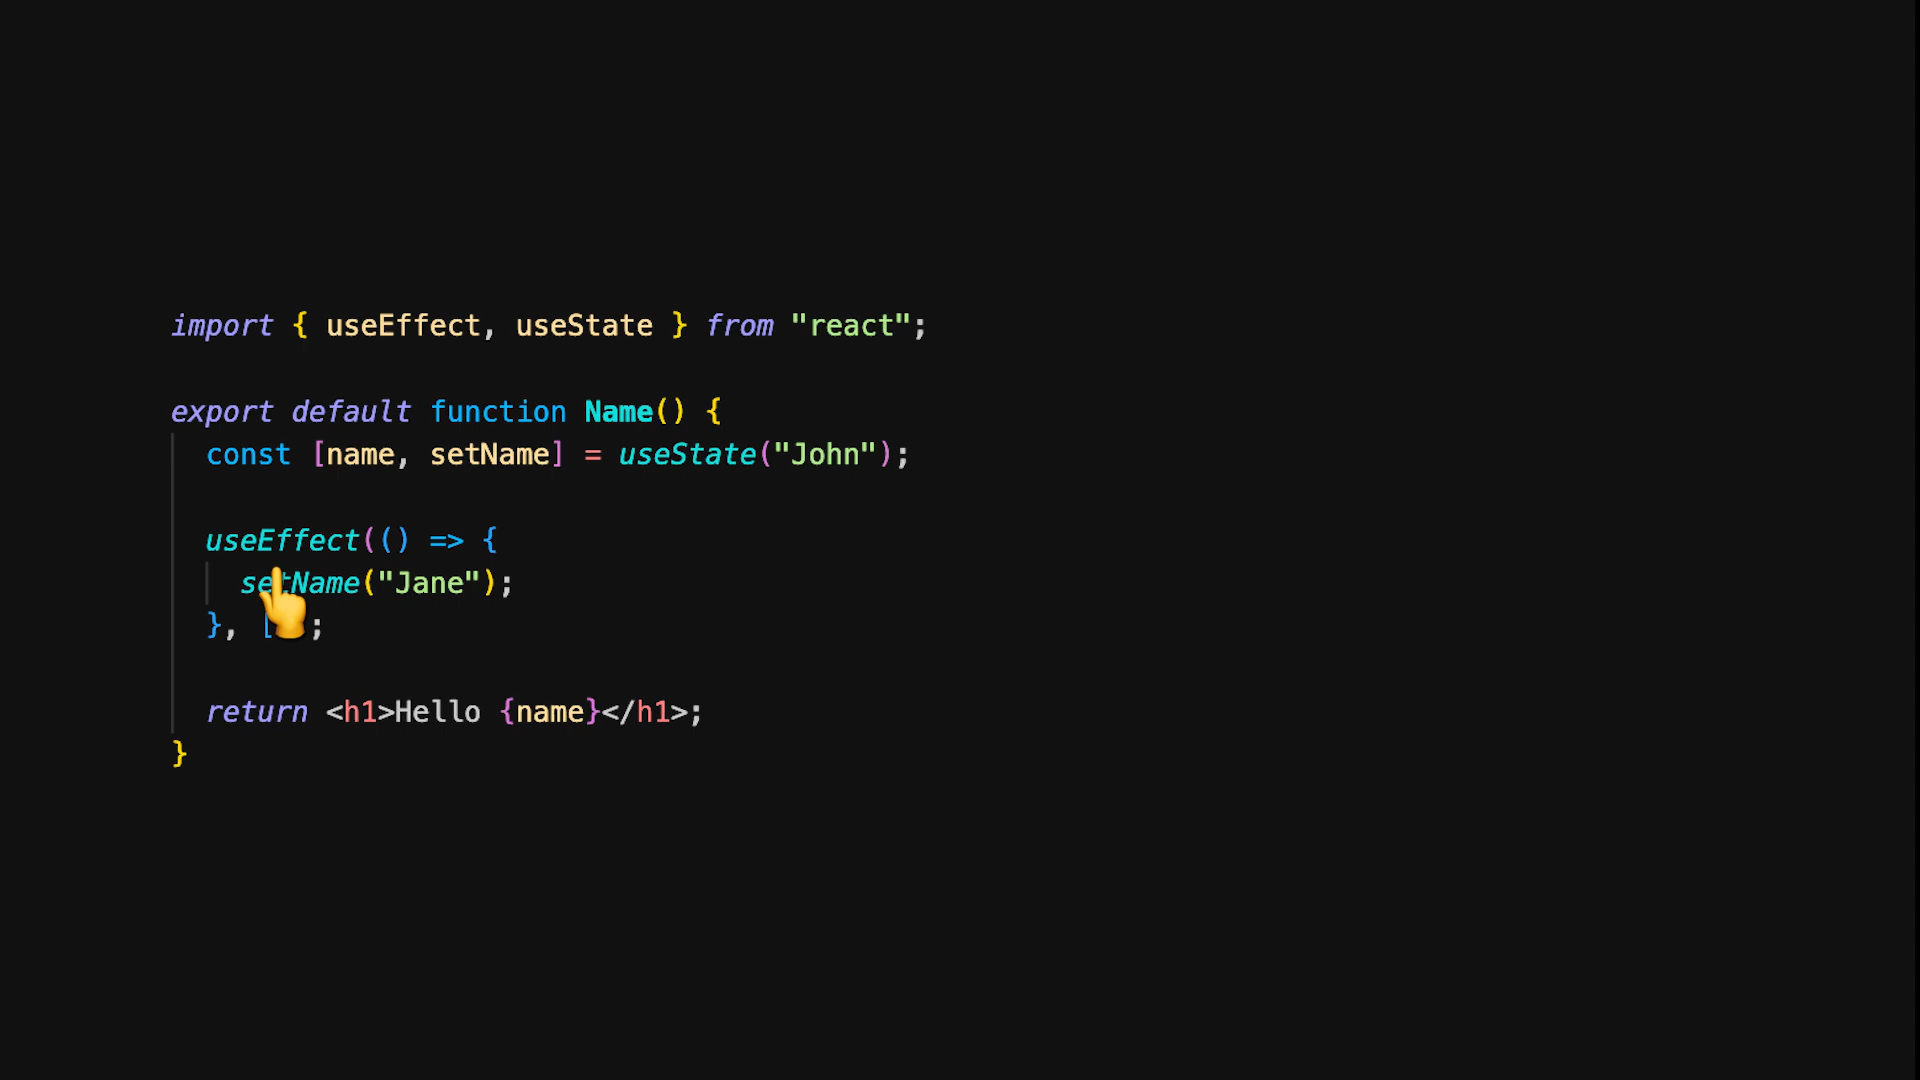 import { useEffect, useState } from "react";
export default function Name() {
const [name, setName] = useState("John");
useEffect(() => {
setName("Jane");
}, [ ;
return <h1>Hello {name}</h1>;
}